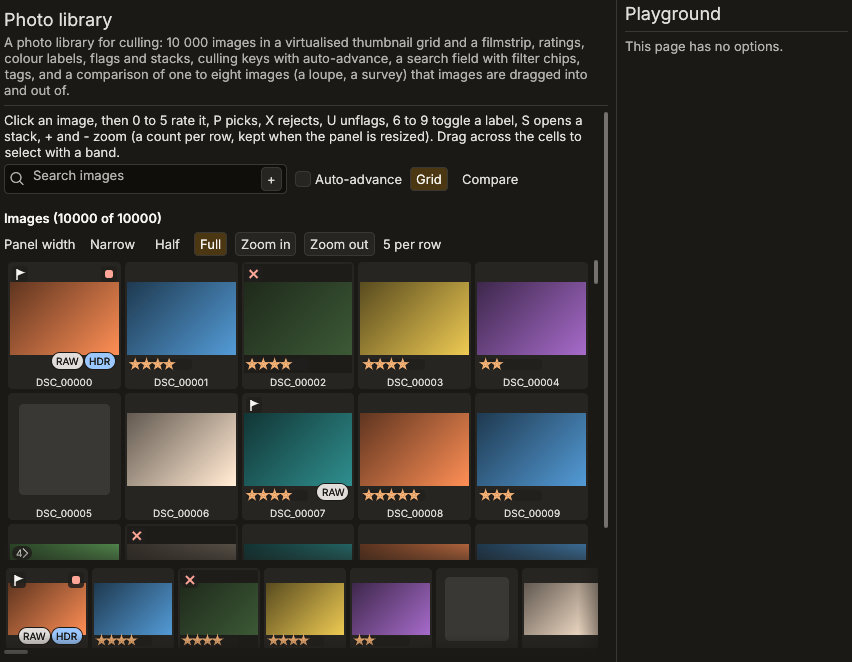 Photo library
A photo library for culling: 10 000 images in a virtualised thumbnail grid and a filmstrip, ratings,
colour labels, flags and stacks, culling keys with auto-advance, a search field with filter chips,
tags, and a comparison of one to eight images (a loupe, a survey) that images are dragged into
and out of.
Click an image, then 0 to 5 rate it, P picks, X rejects, U unflags, 6 to 9 toggle a label, S opens a
stack, + and - zoom (a count per row, kept when the panel is resized). Drag across the cells to
select with a band.
Search images + Auto-advance Grid Compare
Images (10000 of 10000)
Panel width Narrow Half Full Zoom in Zoom out 5 per row
RAW HDR
DSC_00000 DSC_00001 DSC_00002 DSC_00003 DSC_00004
RAW
DSC_00005 DSC_00006 DSC_00007 DSC_00008 DSC_00009
4
RAW HDR
Playground
This page has no options.